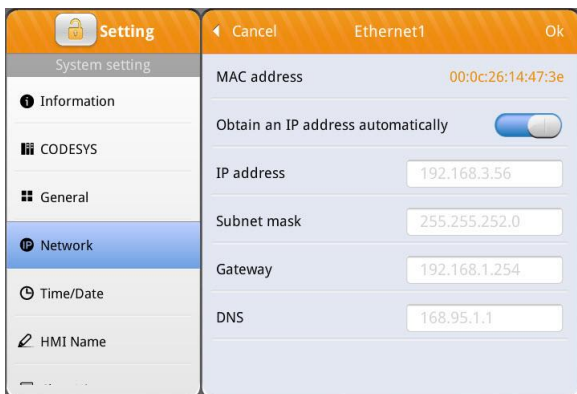 Setting
System setting
Information
CODESYS
General
Network
Time/Date
HMI Name
Cancel Ethernet1 Ok
MAC address 00:0c:26:14:47:3e
Obtain an IP address automatically
IP address 192.168.3.56
Subnet mask 255.255.252.0
Gateway 192.168.1.254
DNS 168.95.1.1